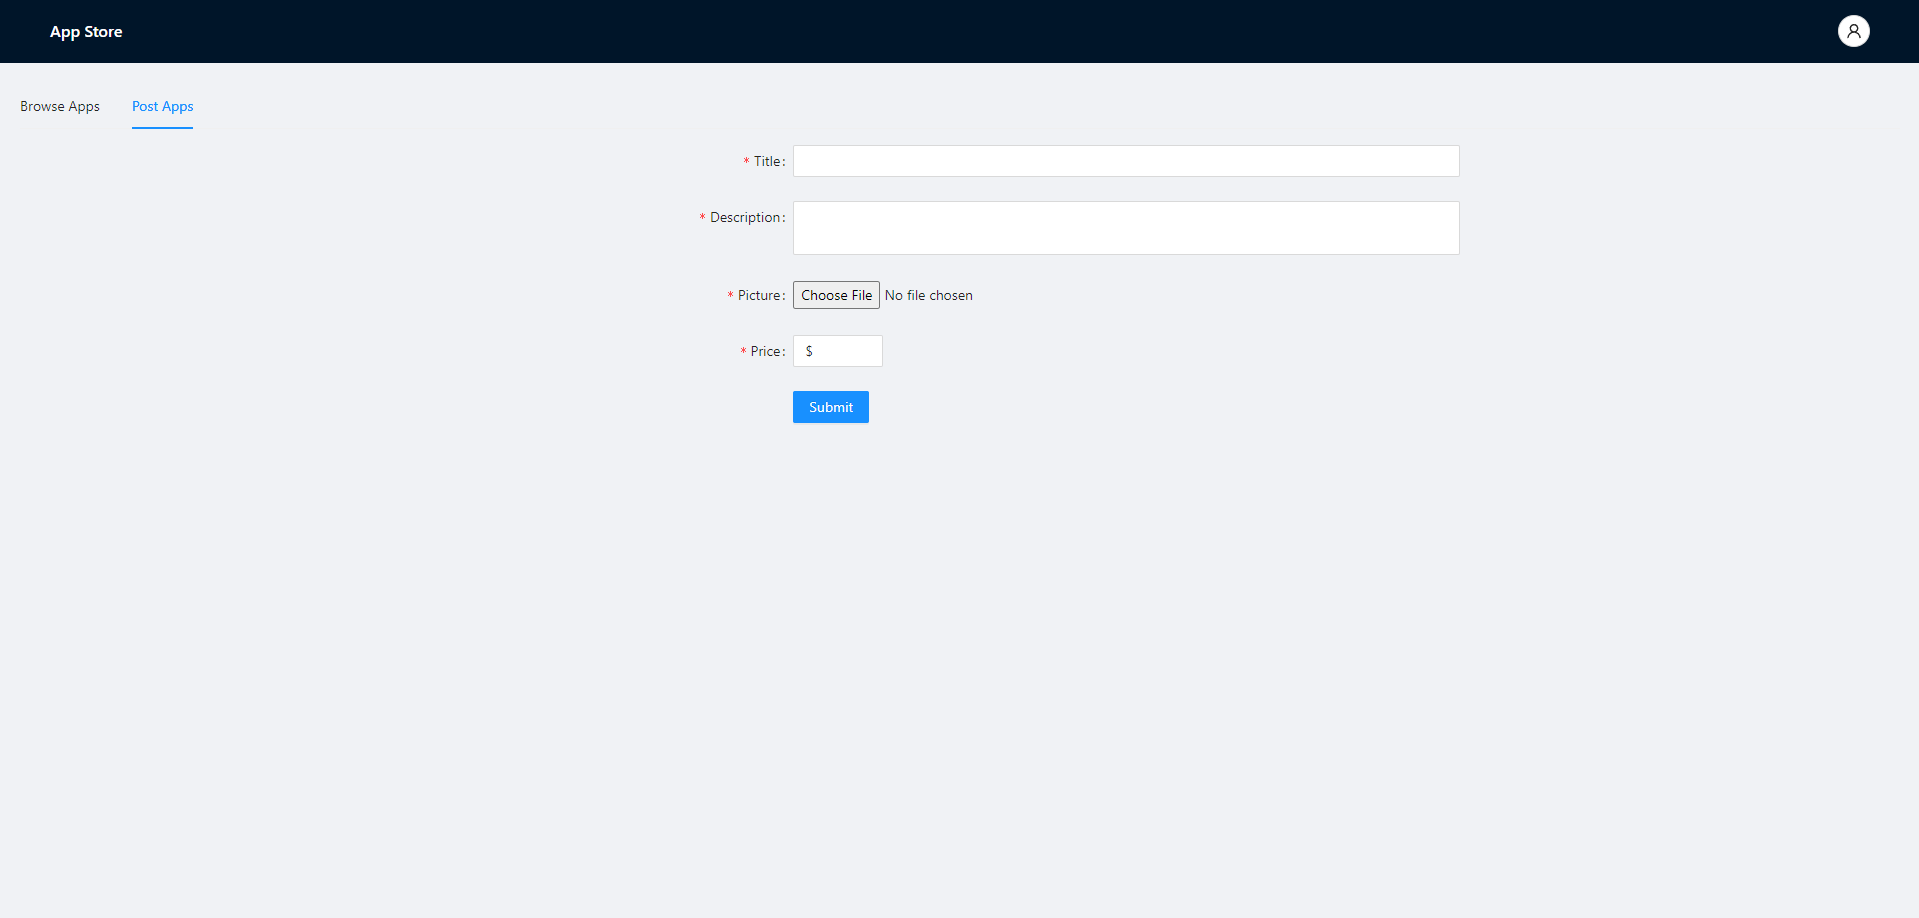 App Store
Browse Apps Post Apps
* Title:
* Description:
* Picture: Choose File No file chosen
* Price: $
Submit